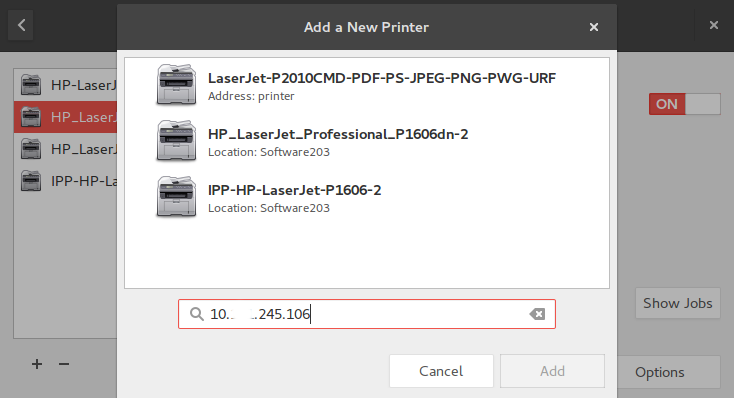 Add a New Printer
HP-LaserJ
HP_LaserJ
HP_LaserJ
IPP-HP-La
LaserJet-P2010CMD-PDF-PS-JPEG-PNG-PWG-URF
Address: printer
HP_LaserJet_Professional_P1606dn-2
Location: Software203
IPP-HP-LaserJet-P1606-2
Location: Software203
ON
10. .245.106
Show Jobs
Cancel
Add
Options